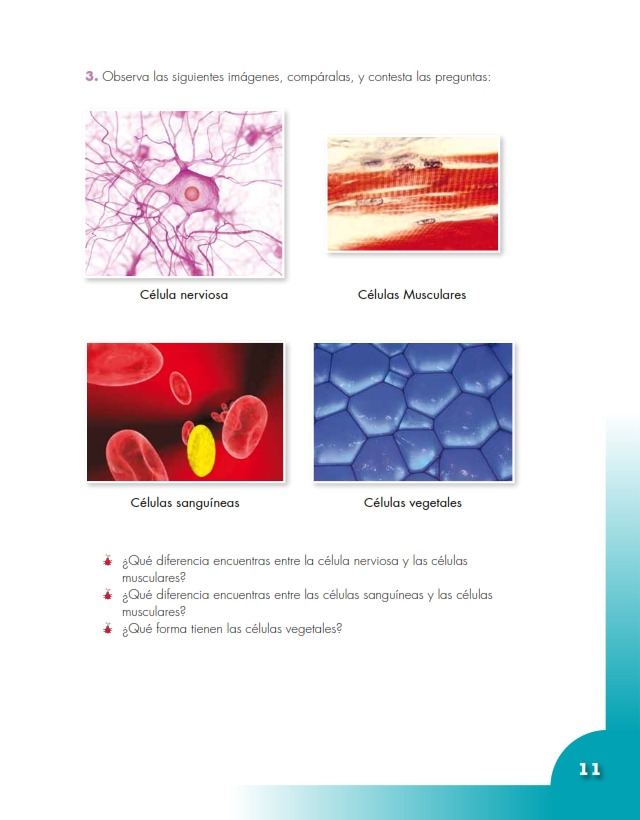 3. Observa las siguientes imágenes, compáralas, y contesta las preguntas:
Célula nerviosa
Células Musculares
Células sanguíneas
Células vegetales
¿Qué diferencia encuentras entre la célula nerviosa y las células
musculares?
¿Qué diferencia encuentras entre las células sanguíneas y las células
musculares?
¿Qué forma tienen las células vegetales?
11